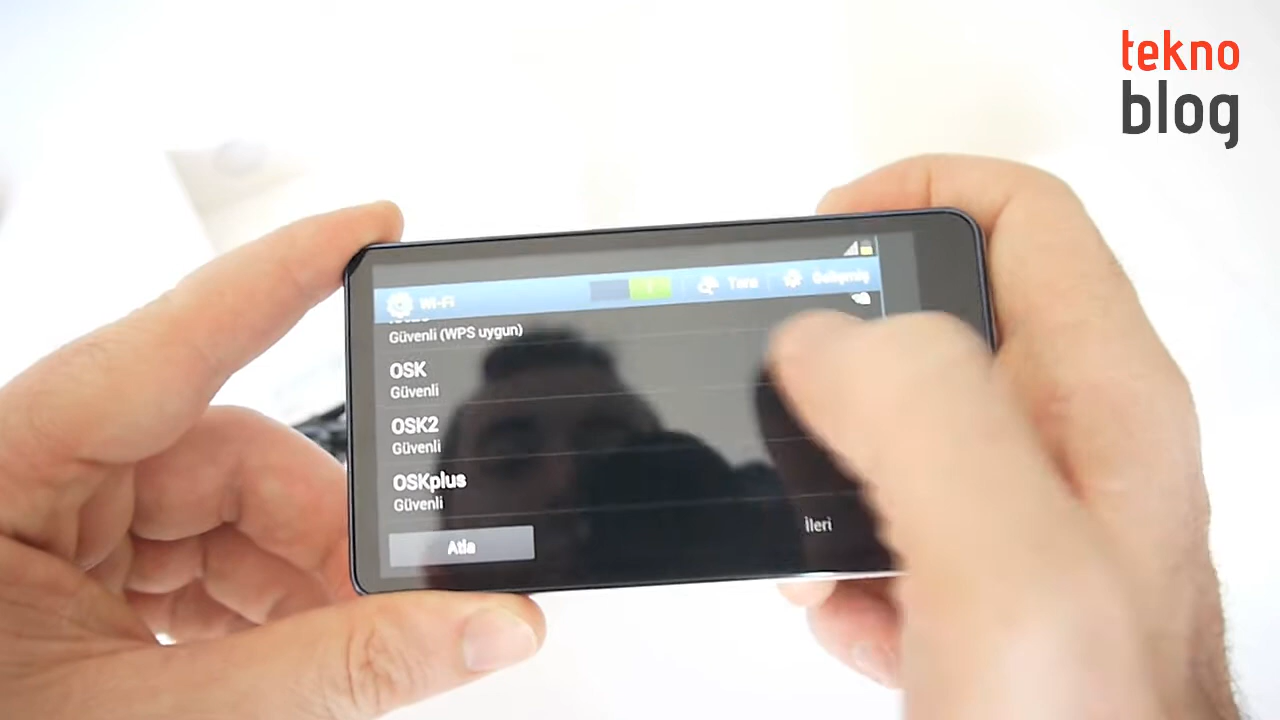 tekno
blog
Wi-Fi
Tara
Gelişmiş
Güvenli (WPS uygun)
OSK
Güvenli
OSK2
Güvenli
OSKplus
Güvenli
Atla
İleri